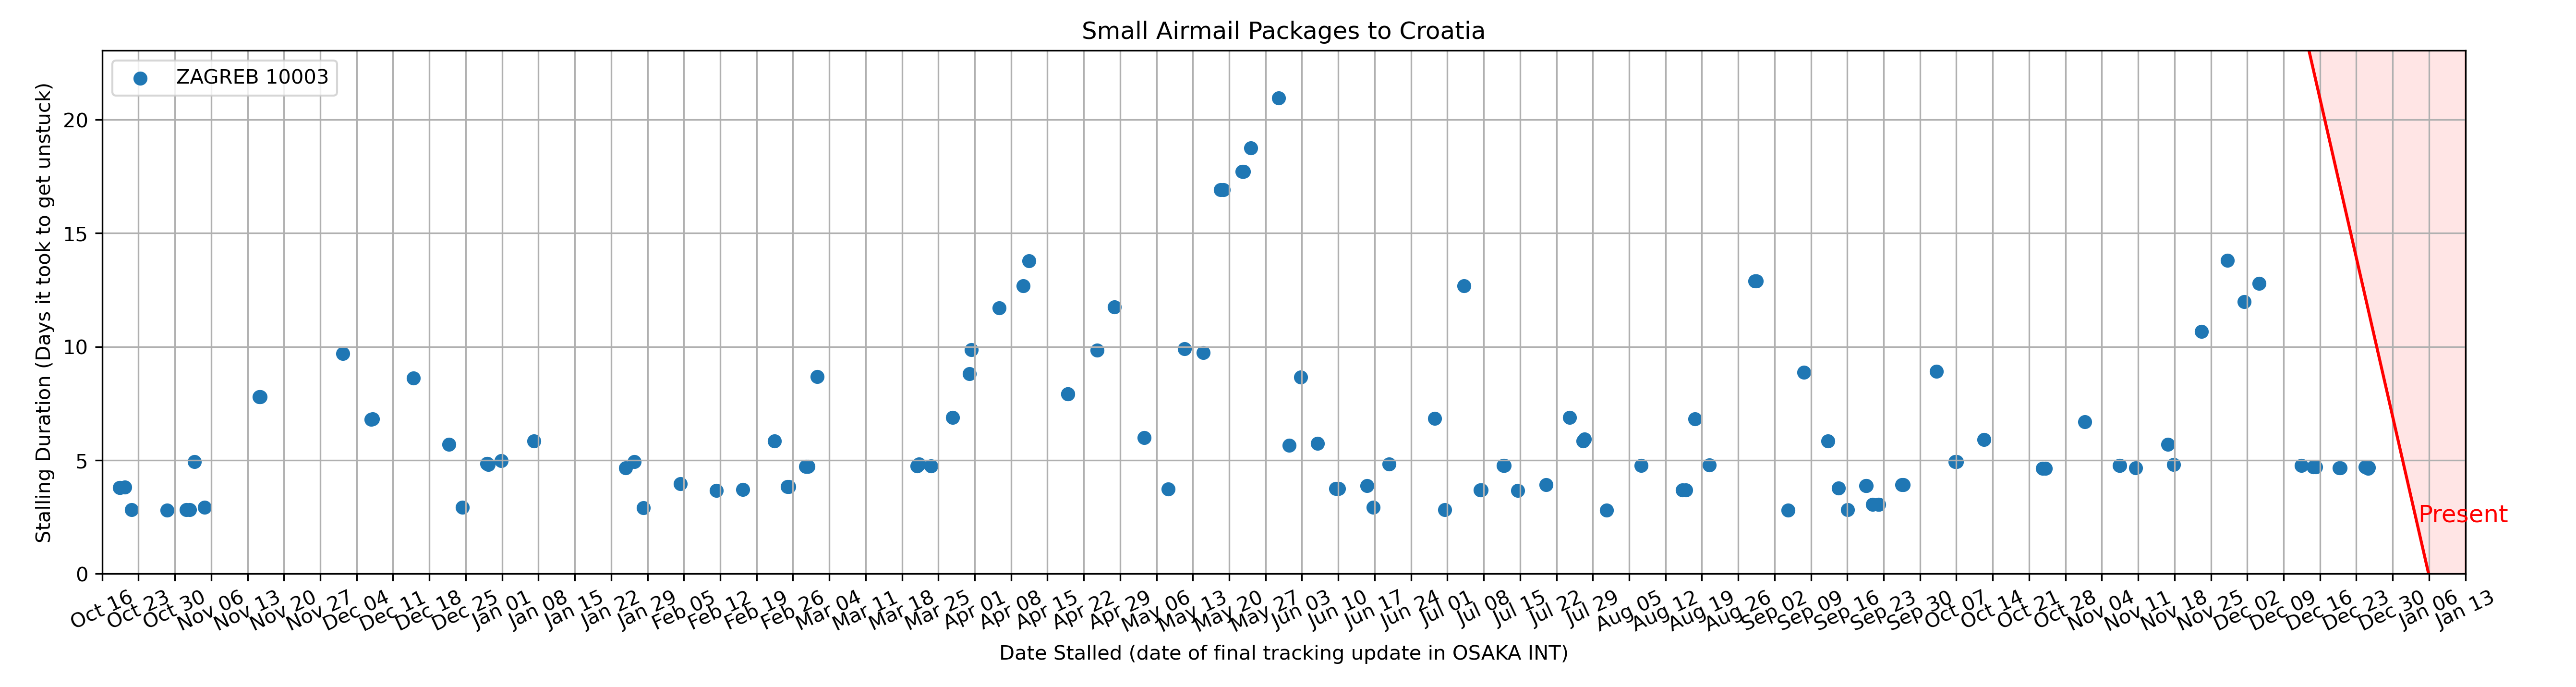 Small Airmail Packages to Croatia
ZAGREB 10003
Stalling Duration (Days it took to get unstuck)
20
15
10
5
0
Present
Oct 16 Oct 23 Oct 30 Nov 06 Nov 13 Nov 20 Nov 27 Dec 04 Dec 11 Dec 18 Dec 25 Jan 01 Jan 08 Jan 15 Jan 22 Jan 29 Feb 05 Feb 12 Feb 19 Feb 26 Mar 04 Mar 11 Mar 18 Mar 25 Apr 01 Apr 08 Apr 15 Apr 22 Apr 29 May 06 May 13 May 20 May 27 Jun 03 Jun 10 Jun 17 Jun 24 Jul 01 Jul 08 Jul 15 Jul 22 Jul 29 Aug 05 Aug 12 Aug 19 Aug 26 Sep 02 Sep 09 Sep 16 Sep 23 Sep 30 Oct 07 Oct 14 Oct 21 Oct 28 Nov 04 Nov 11 Nov 18 Nov 25 Dec 02 Dec 09 Dec 16 Dec 23 Dec 30 Jan 06 Jan 13
Date Stalled (date of final tracking update in OSAKA INT)